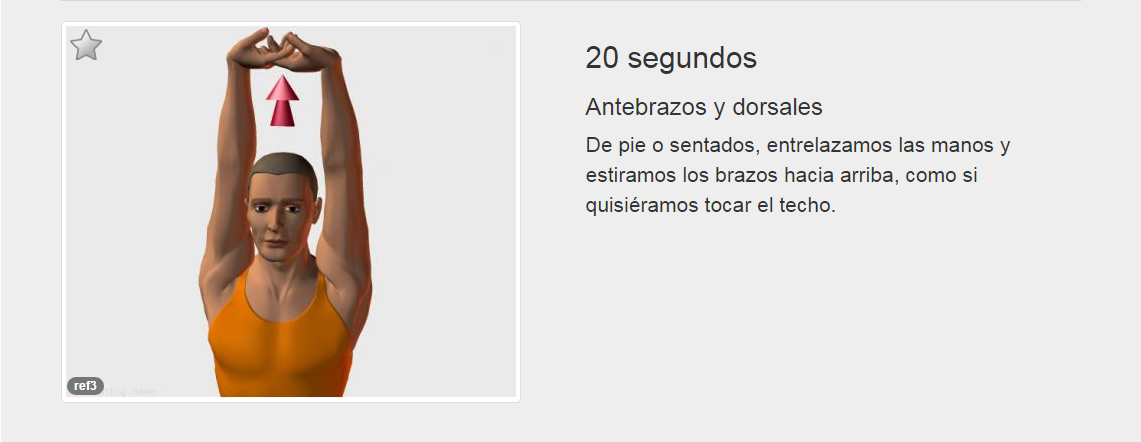 20 segundos
Antebrazos y dorsales
De pie o sentados, entrelazamos las manos y
estiramos los brazos hacia arriba, como si
quisiéramos tocar el techo.
ref3